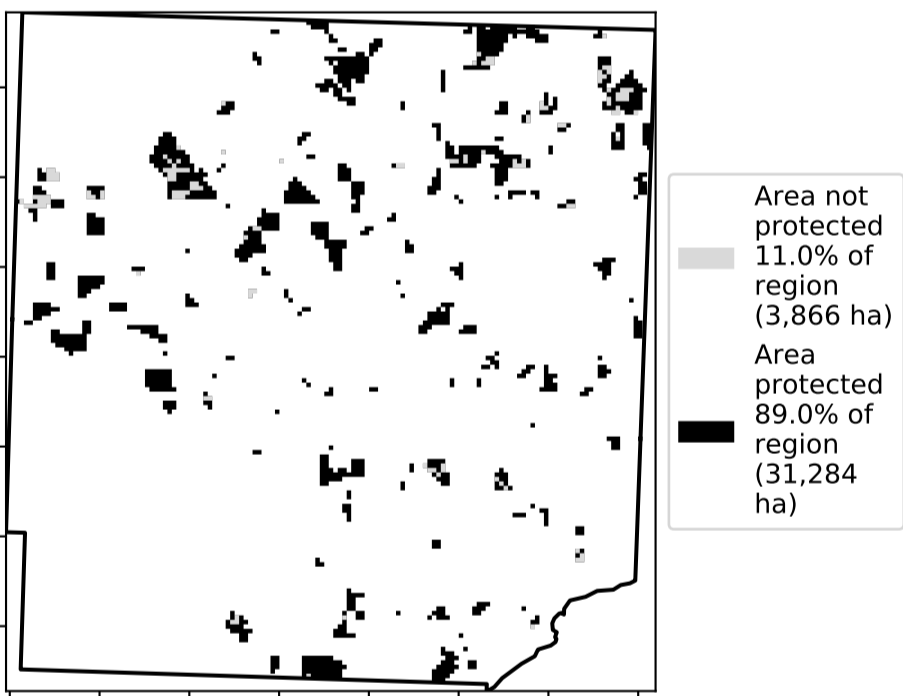 Area not
protected
11.0% of
region
(3,866 ha)
Area
protected
89.0% of
region
(31,284
ha)